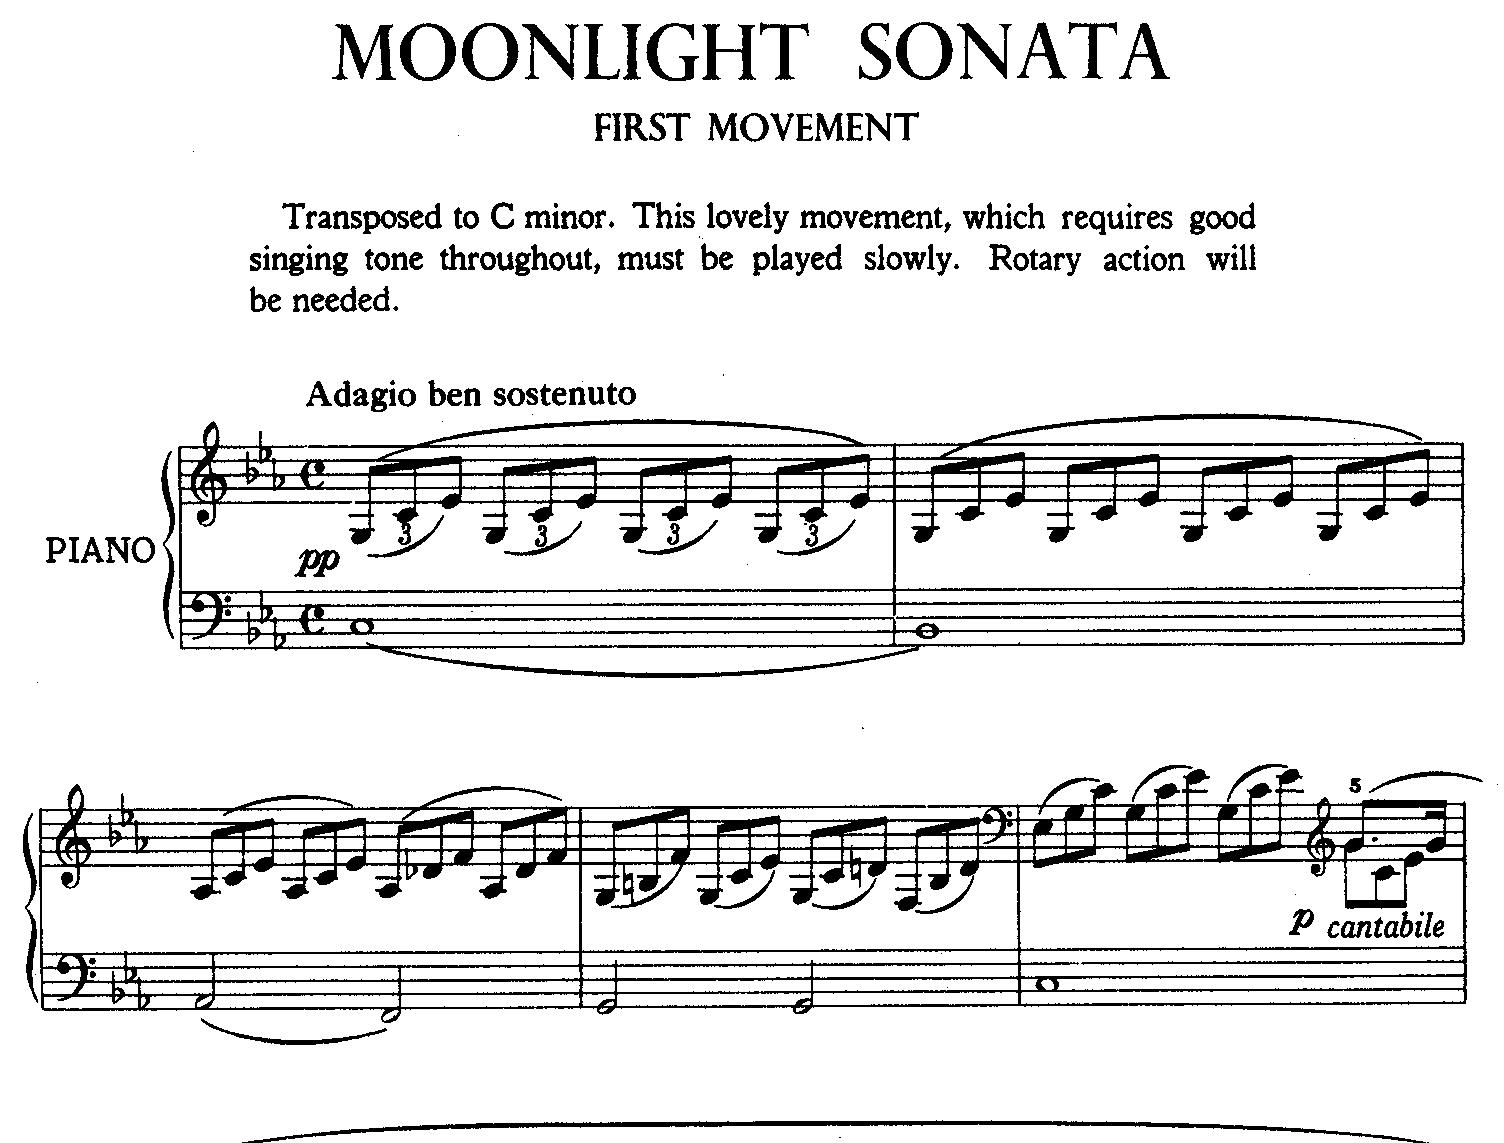 MOONLIGHT SONATA
FIRST MOVEMENT
Transposed to C minor. This lovely movement, which requires good
singing tone throughout, must be played slowly. Rotary action will
be needed.
Adagio ben sostenuto
PIANO
3 3 3 3
pp
5
p cantabile